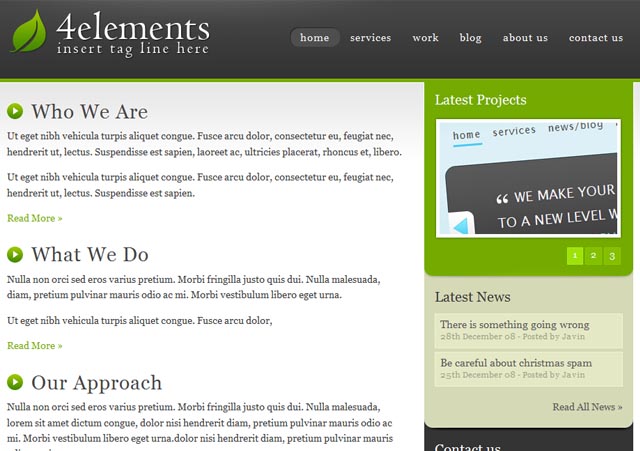 4elements
insert tag line here
home services work blog about us contact us
Who We Are
Ut eget nibh vehicula turpis aliquet congue. Fusce arcu dolor, consectetur eu, feugiat nec,
hendrerit ut, lectus. Suspendisse est sapien, laoreet ac, ultricies placerat, rhoncus et, libero.
Ut eget nibh vehicula turpis aliquet congue. Fusce arcu dolor, consectetur eu, feugiat nec,
hendrerit ut, lectus. Suspendisse est sapien.
Read More »
What We Do
Nulla non orci sed eros varius pretium. Morbi fringilla justo quis dui. Nulla malesuada,
diam, pretium pulvinar mauris odio ac mi. Morbi vestibulum libero eget urna.
Ut eget nibh vehicula turpis aliquet congue. Fusce arcu dolor,
Read More »
Our Approach
Nulla non orci sed eros varius pretium. Morbi fringilla justo quis dui. Nulla malesuada,
lorem sit amet dictum congue, dolor nisi hendrerit diam, pretium pulvinar mauris odio ac
mi. Morbi vestibulum libero eget urna.dolor nisi hendrerit diam, pretium pulvinar mauris
Latest Projects
home services news/blog
“ WE MAKE YOUR
TO A NEW LEVEL W
1 2 3
Latest News
There is something going wrong
28th December 08 - Posted by Javin
Be careful about christmas spam
25th December 08 - Posted by Javin
Read All News »
Contact us